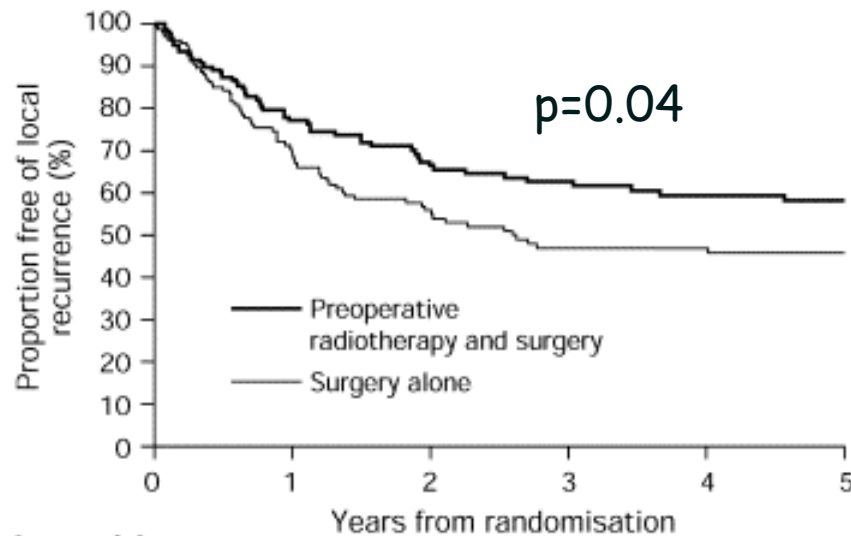 100
90
80
70
60
50
40
30
20
10
0
Proportion free of local
recurrence (%)
p=0.04
Preoperative
radiotherapy and surgery
Surgery alone
0 1 2 3 4 5
Years from randomisation